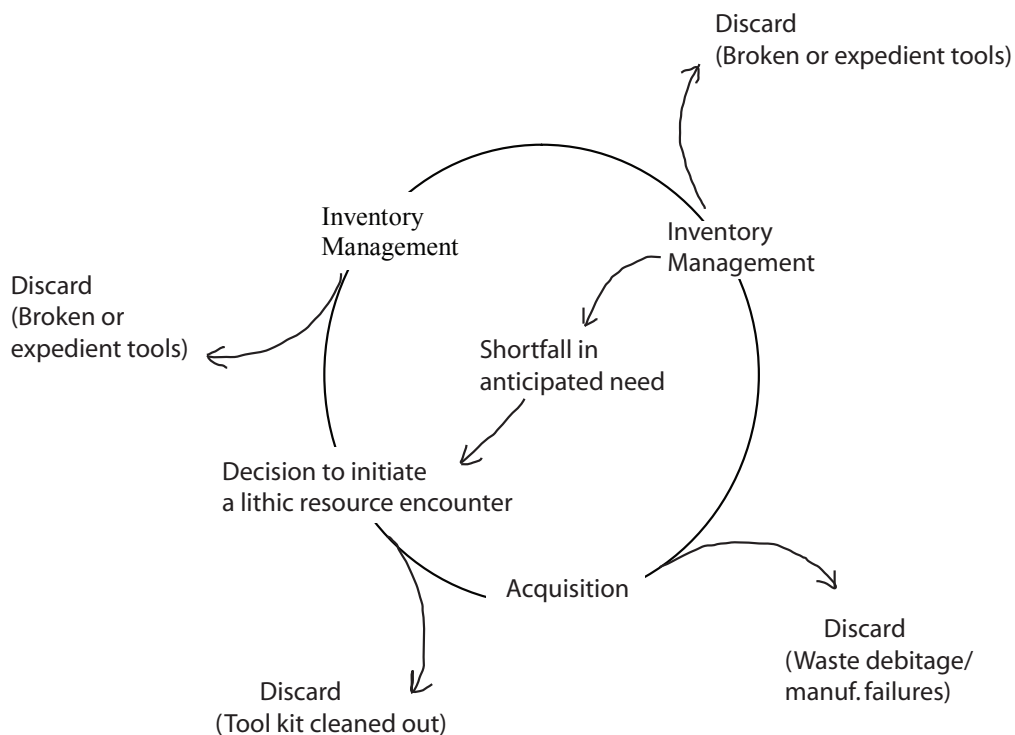 Discard
(Broken or expedient tools)
Inventory
Management
Inventory
Management
Discard
(Broken or
expedient tools)
Shortfall in
anticipated need
Decision to initiate
a lithic resource encounter
Acquisition
Discard
(Waste debitage/
manuf. failures)
Discard
(Tool kit cleaned out)